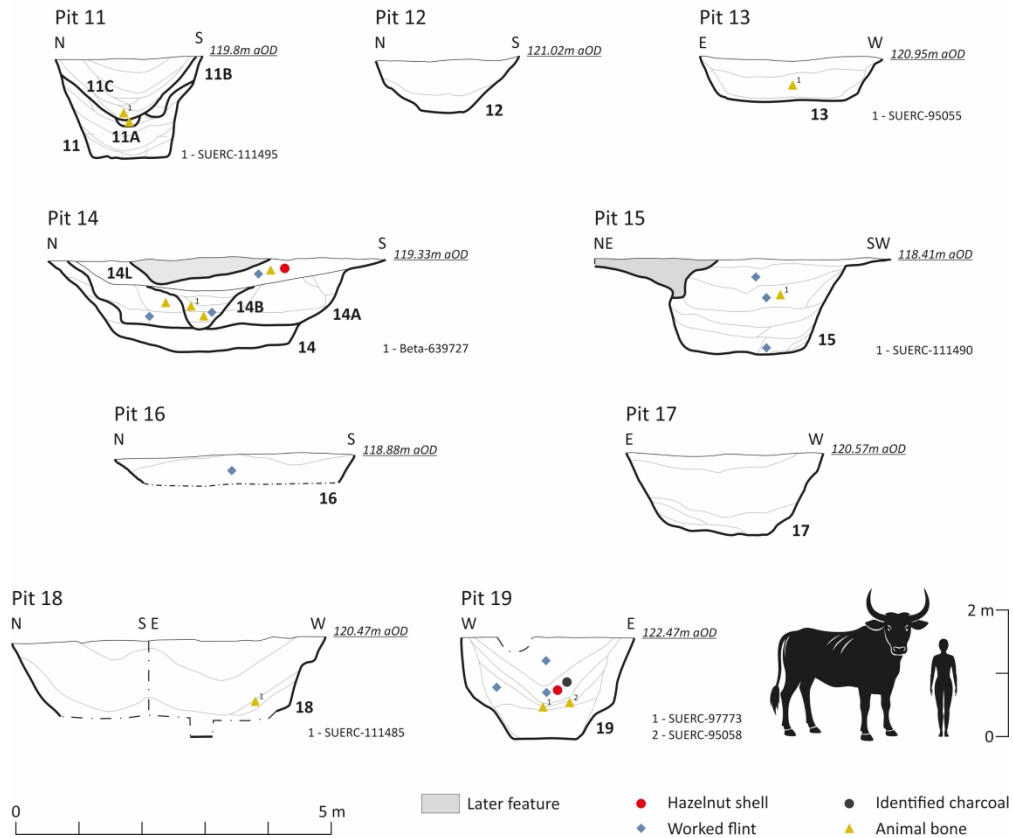 Pit 11
N S
119.8m aOD
11C 11B
1
11A
11
1 - SUERC-111495
Pit 12
N S
121.02m aOD
12
Pit 13
E W
120.95m aOD
1
13
1 - SUERC-95055
Pit 14
N S
119.33m aOD
14L
1
14B
14A
14
1 - Beta-639727
Pit 15
NE SW
118.41m aOD
1
15
1 - SUERC-111490
Pit 16
N S
118.88m aOD
16
Pit 17
E W
120.57m aOD
17
Pit 18
N S E W
120.47m aOD
1
18
1 - SUERC-111485
Pit 19
W E
122.47m aOD
1 2
19
1 - SUERC-97773
2 - SUERC-95058
2 m
1
0
0 5 m
Later feature
Hazelnut shell
Identified charcoal
Worked flint
Animal bone